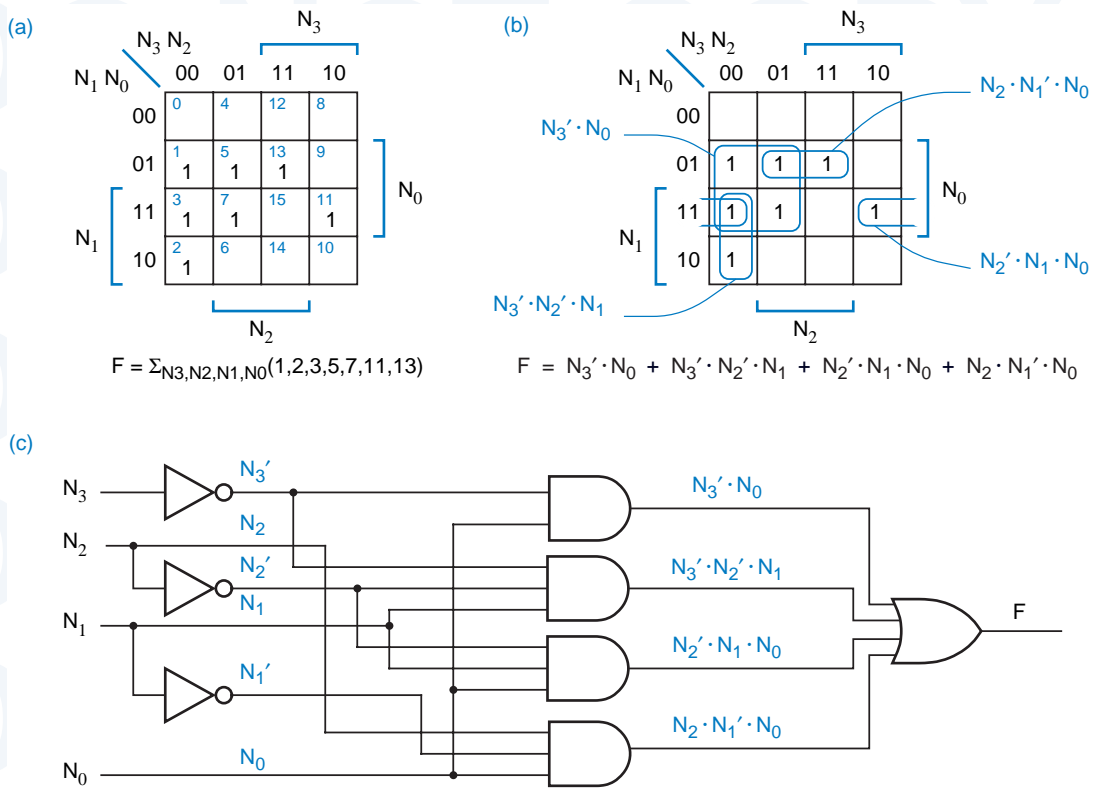 (a)
N₃
N₃ N₂
N₁ N₀
00 01 11 10
00
0 4 12 8
01
1 5 13 9
1 1 1
11
3 7 15 11
1 1 1
10
2 6 14 10
1
N₁
N₀
N₂
F = Σ_N3,N2,N1,N0(1,2,3,5,7,11,13)
(b)
N₃
N₃ N₂
N₁ N₀
00 01 11 10
N₂ · N₁′ · N₀
00
N₃′ · N₀
01 1 1 1
11 1 1 1
10 1
N₀
N₁
N₂′ · N₁ · N₀
N₃′ · N₂′ · N₁
N₂
F = N₃′ · N₀ + N₃′ · N₂′ · N₁ + N₂′ · N₁ · N₀ + N₂ · N₁′ · N₀
(c)
N₃
N₃′
N₃′ · N₀
N₂
N₂
N₂′
N₃′ · N₂′ · N₁
N₁
N₁
F
N₁′
N₂′ · N₁ · N₀
N₂ · N₁′ · N₀
N₀
N₀